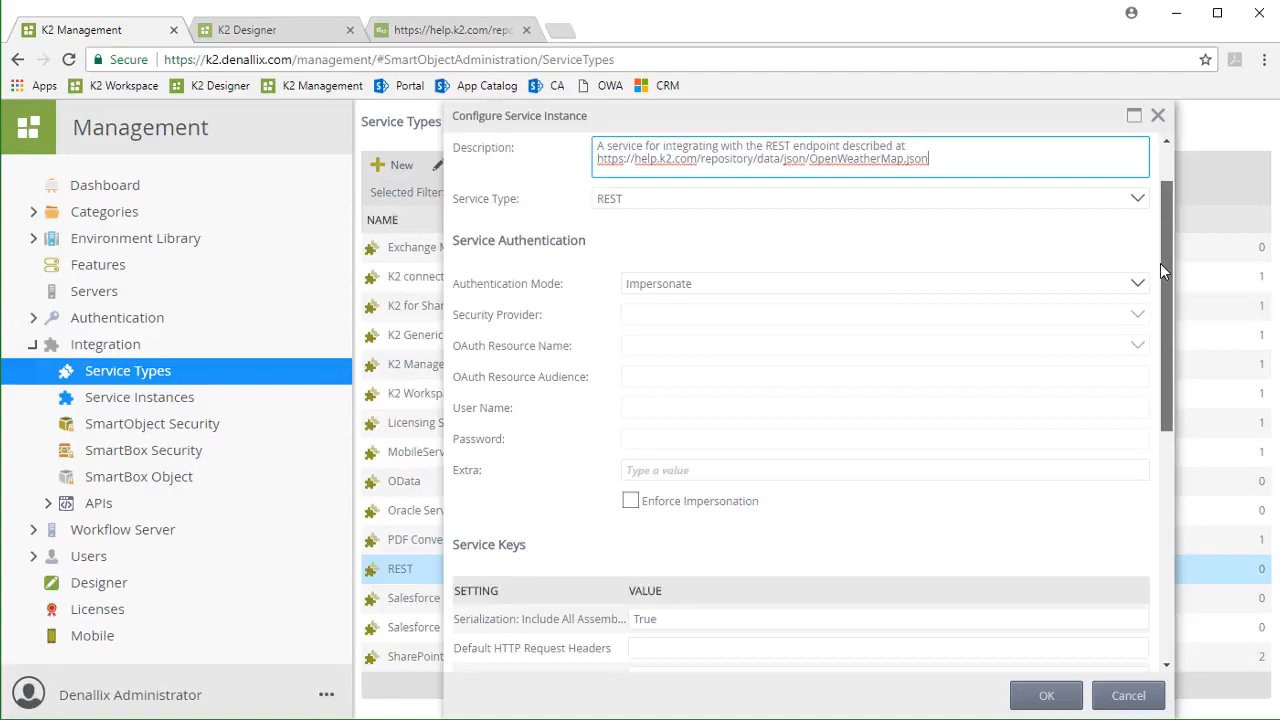 K2 Management
K2 Designer
https://help.k2.com/repo
Secure
https://k2.denallix.com/management/#SmartObjectAdministration/ServiceTypes
Apps
K2 Workspace
K2 Designer
K2 Management
Portal
App Catalog
CA
OWA
CRM
Management
Dashboard
Categories
Environment Library
Features
Servers
Authentication
Integration
Service Types
Service Instances
SmartObject Security
SmartBox Security
SmartBox Object
APIs
Workflow Server
Users
Designer
Licenses
Mobile
Denallix Administrator
Service Types
New
Selected Filter:
NAME
Exchange M 0
K2 connect 1
K2 for Shar 1
K2 Generic 1
K2 Manage 1
K2 Worksp 1
Licensing S 1
MobileServ 1
OData 0
Oracle Serv 0
PDF Conve 1
REST 0
Salesforce 0
Salesforce 0
SharePoint 2
Configure Service Instance
Description:
A service for integrating with the REST endpoint described at
https://help.k2.com/repository/data/json/OpenWeatherMap.json
Service Type: REST
Service Authentication
Authentication Mode: Impersonate
Security Provider:
OAuth Resource Name:
OAuth Resource Audience:
User Name:
Password:
Extra: Type a value
Enforce Impersonation
Service Keys
SETTING VALUE
Serialization: Include All Assemb... True
Default HTTP Request Headers
OK
Cancel